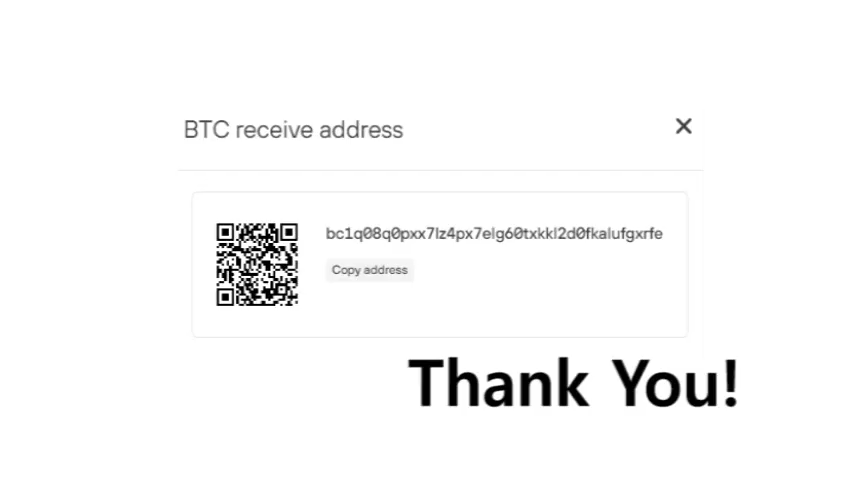 BTC receive address
bc1q08q0pxx7lz4px7elg60txkkl2d0fkalufgxrfe
Copy address
Thank You!